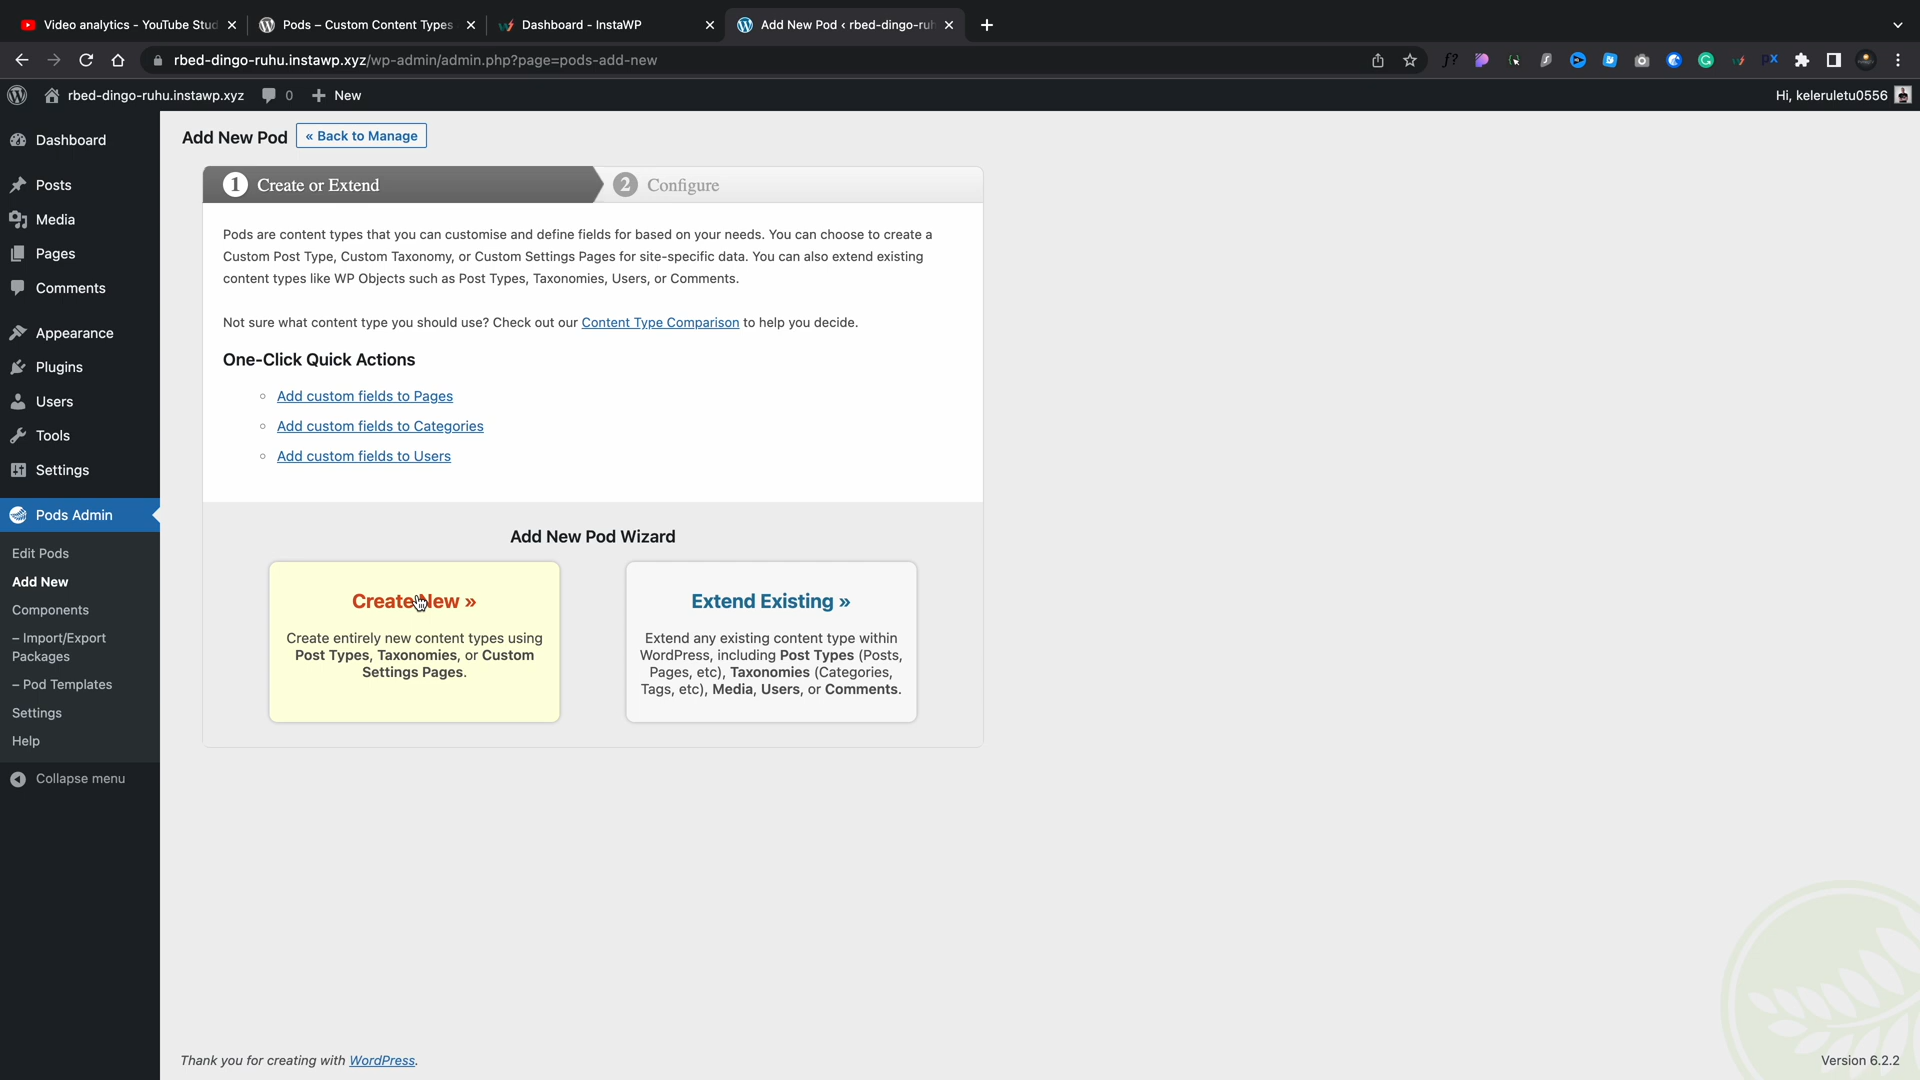 Video analytics - YouTube Stud
Pods – Custom Content Types
Dashboard - InstaWP
Add New Pod ‹ rbed-dingo-ruh
rbed-dingo-ruhu.instawp.xyz/wp-admin/admin.php?page=pods-add-new
rbed-dingo-ruhu.instawp.xyz
0
New
Hi, keleruletu0556
Dashboard
Posts
Media
Pages
Comments
Appearance
Plugins
Users
Tools
Settings
Pods Admin
Edit Pods
Add New
Components
– Import/Export
Packages
– Pod Templates
Settings
Help
Collapse menu
Add New Pod
« Back to Manage
1 Create or Extend
2 Configure
Pods are content types that you can customise and define fields for based on your needs. You can choose to create a
Custom Post Type, Custom Taxonomy, or Custom Settings Pages for site-specific data. You can also extend existing
content types like WP Objects such as Post Types, Taxonomies, Users, or Comments.
Not sure what content type you should use? Check out our Content Type Comparison to help you decide.
One-Click Quick Actions
Add custom fields to Pages
Add custom fields to Categories
Add custom fields to Users
Add New Pod Wizard
Create New »
Create entirely new content types using
Post Types, Taxonomies, or Custom
Settings Pages.
Extend Existing »
Extend any existing content type within
WordPress, including Post Types (Posts,
Pages, etc), Taxonomies (Categories,
Tags, etc), Media, Users, or Comments.
Thank you for creating with WordPress.
Version 6.2.2